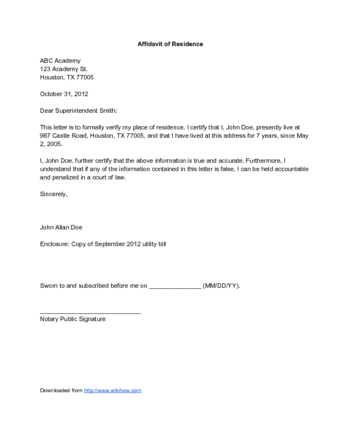 Affidavit of Residence
ABC Academy
123 Academy St.
Houston, TX 77005
October 31, 2012
Dear Superintendent Smith:
This letter is to formally verify my place of residence. I certify that I, John Doe, presently live at
987 Castle Road, Houston, TX 77005, and that I have lived at this address for 7 years, since May
2, 2005.
I, John Doe, further certify that the above information is true and accurate. Furthermore, I
understand that if any of the information contained in this letter is false, I can be held accountable
and penalized in a court of law.
Sincerely,
John Allan Doe
Enclosure: Copy of September 2012 utility bill
Sworn to and subscribed before me on ________________ (MM/DD/YY).
_______________________________
Notary Public Signature
Downloaded from http://www.wikihow.com